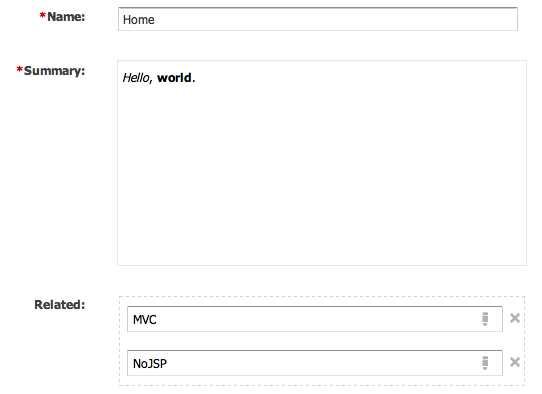 *Name: Home
*Summary: Hello, world.
Related: MVC
NoJSP